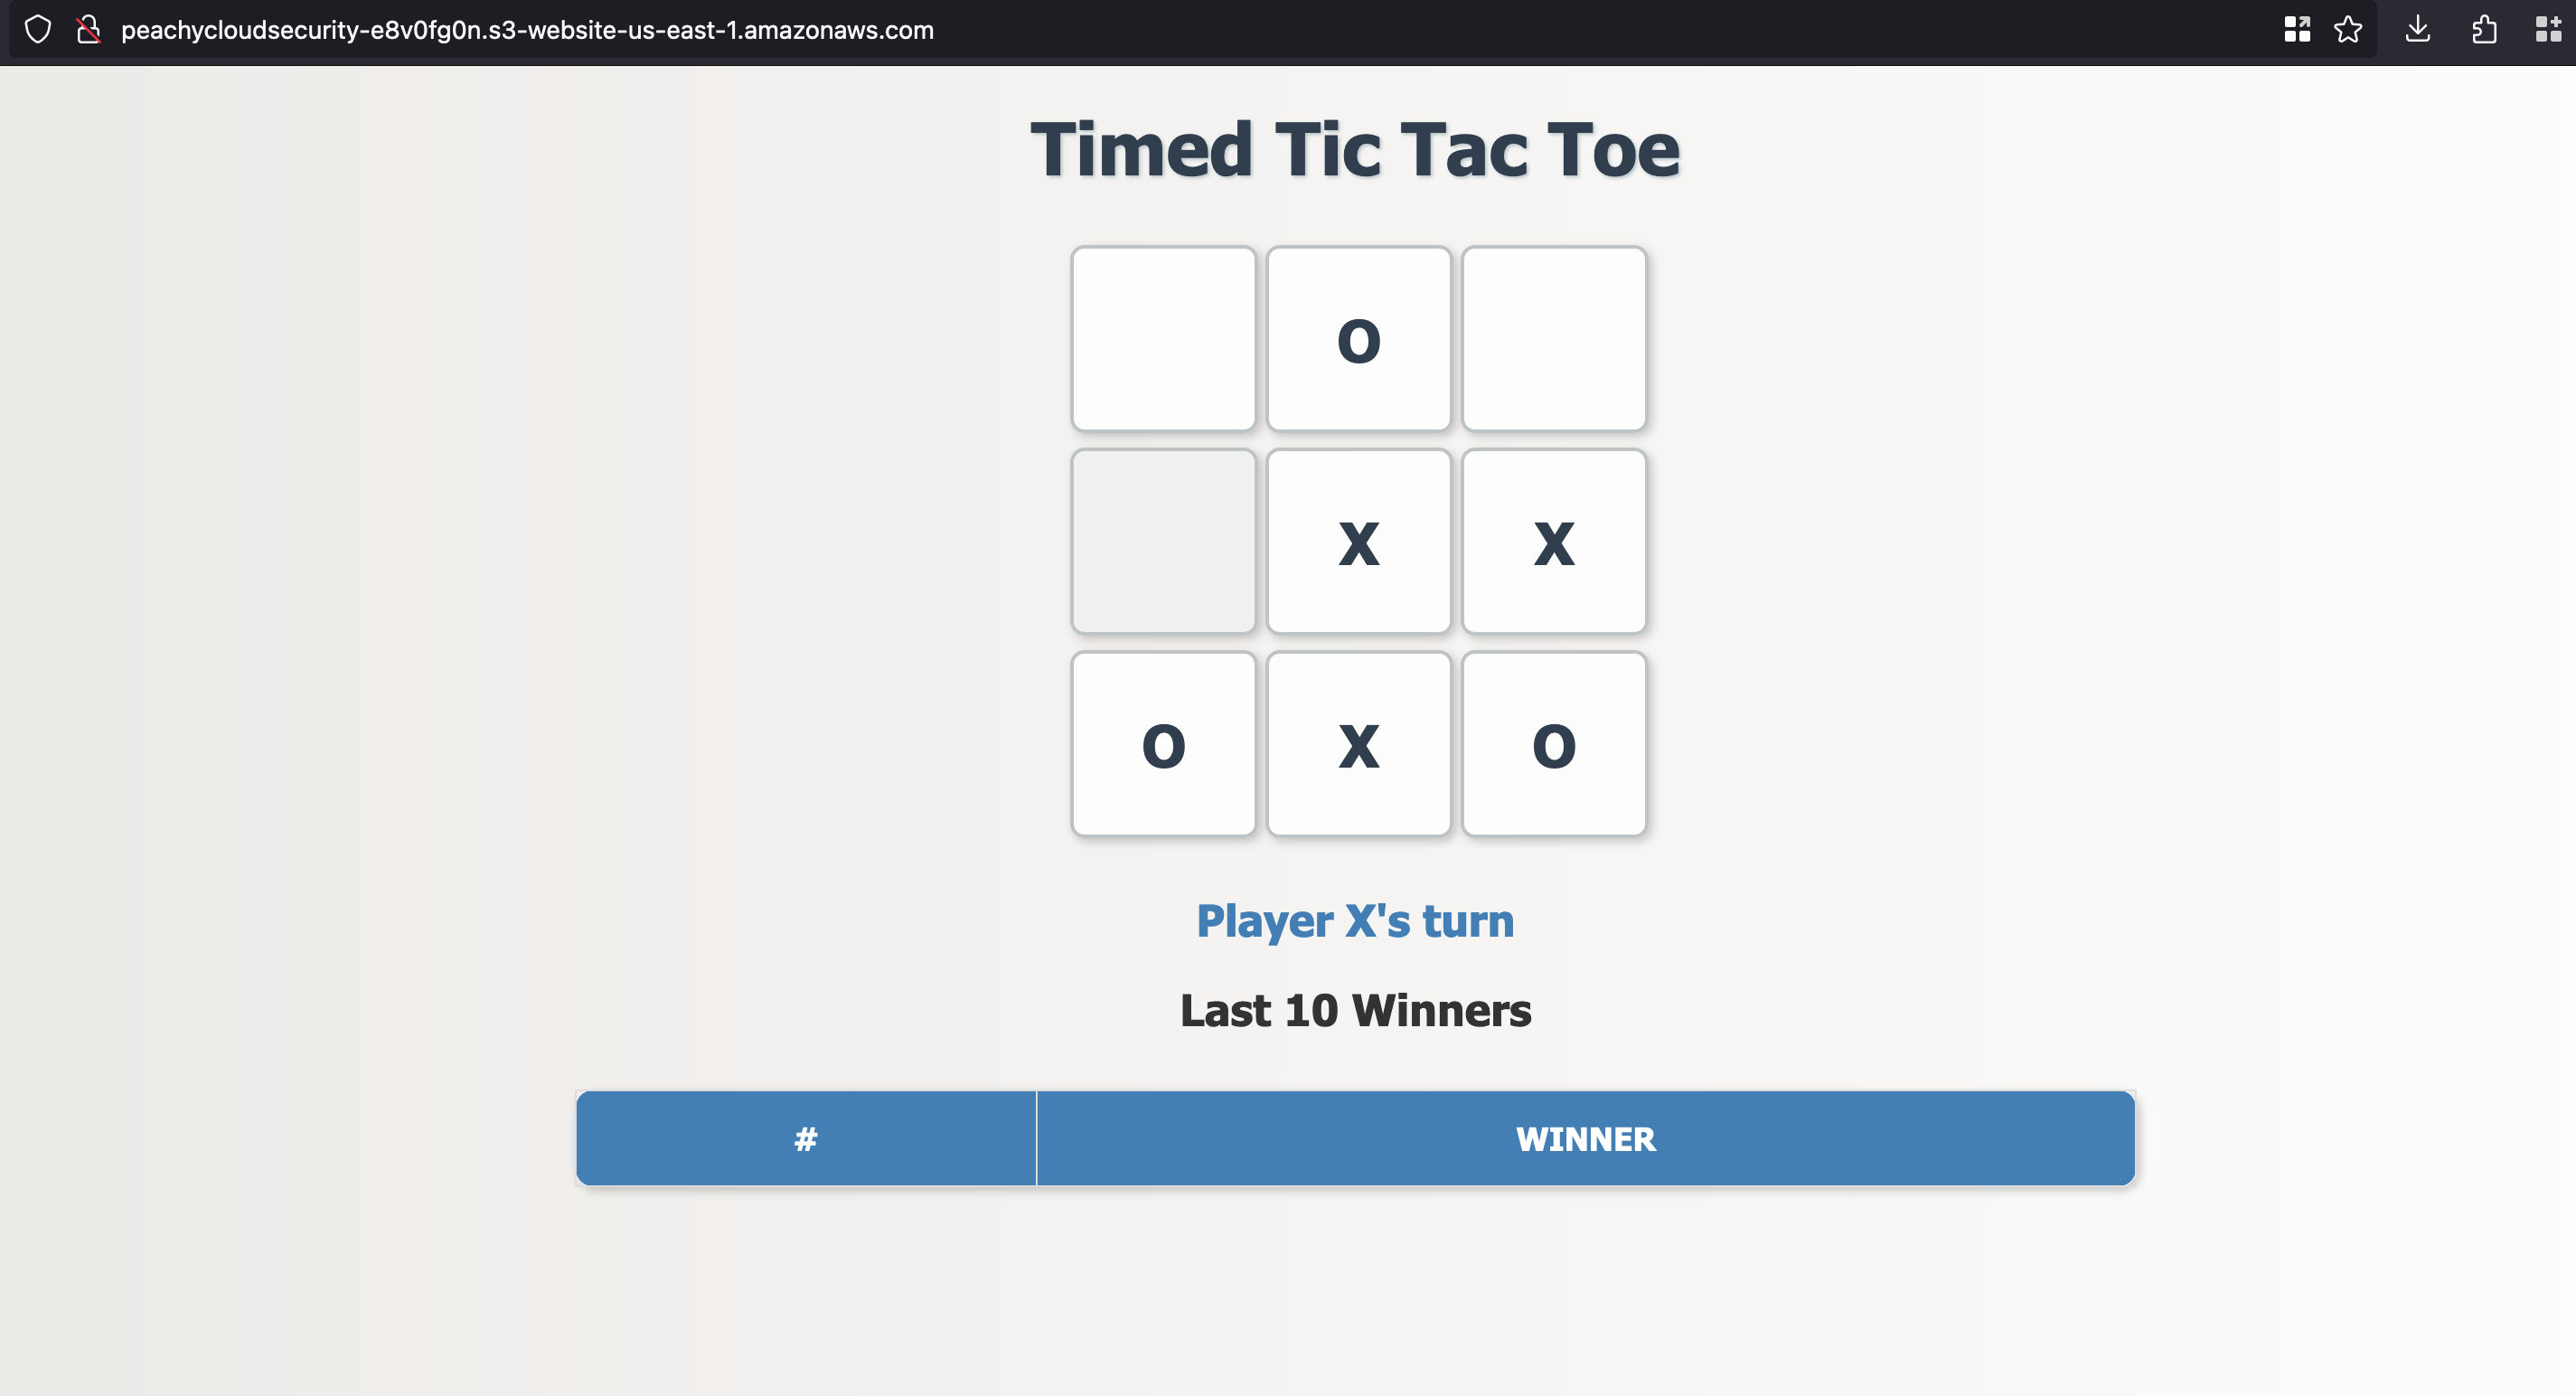 peachycloudsecurity-e8v0fg0n.s3-website-us-east-1.amazonaws.com
Timed Tic Tac Toe
O
X X
O X O
Player X's turn
Last 10 Winners
# WINNER